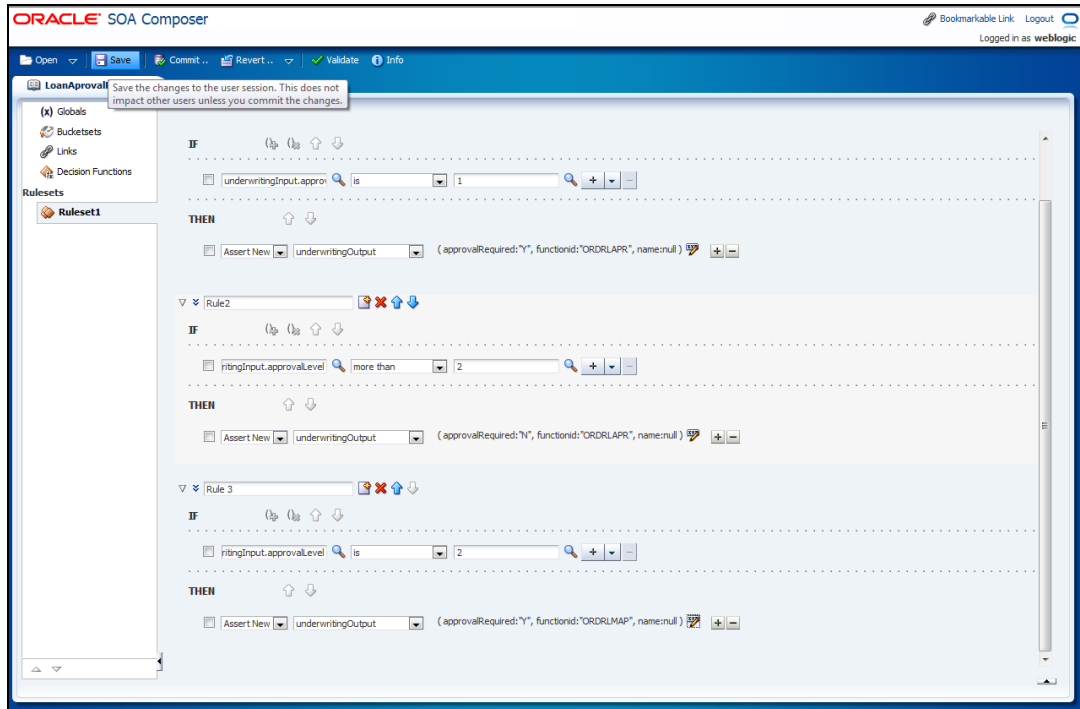 ORACLE SOA Composer
Bookmarkable Link Logout
Logged in as weblogic
Open Save Commit .. Revert .. Validate Info
LoanAproval
Save the changes to the user session. This does not
impact other users unless you commit the changes.
(x) Globals
Bucketsets
Links
Decision Functions
Rulesets
Ruleset1
IF
underwritingInput.approv is 1
THEN
Assert New underwritingOutput ( approvalRequired:"Y", functionid:"ORDRLAPR", name:null )
Rule2
IF
ritingInput.approvalLevel more than 2
THEN
Assert New underwritingOutput ( approvalRequired:"N", functionid:"ORDRLAPR", name:null )
Rule 3
IF
ritingInput.approvalLevel is 2
THEN
Assert New underwritingOutput ( approvalRequired:"Y", functionid:"ORDRLMAP", name:null )